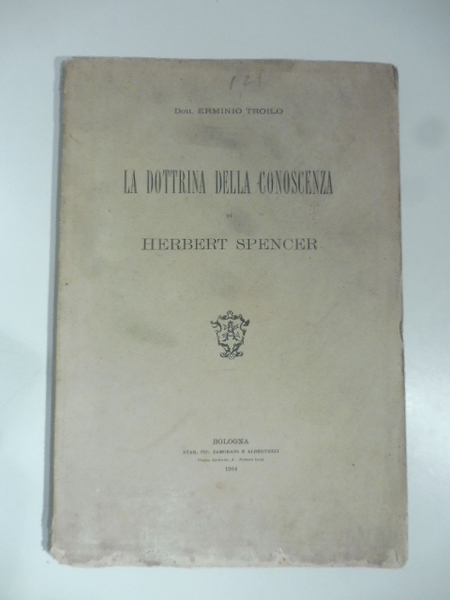 Dott. ERMINIO TROILO
LA DOTTRINA DELLA CONOSCENZA
DI
HERBERT SPENCER
BOLOGNA
STAB. TIP. ZAMORANI E ALBERTAZZI
1904